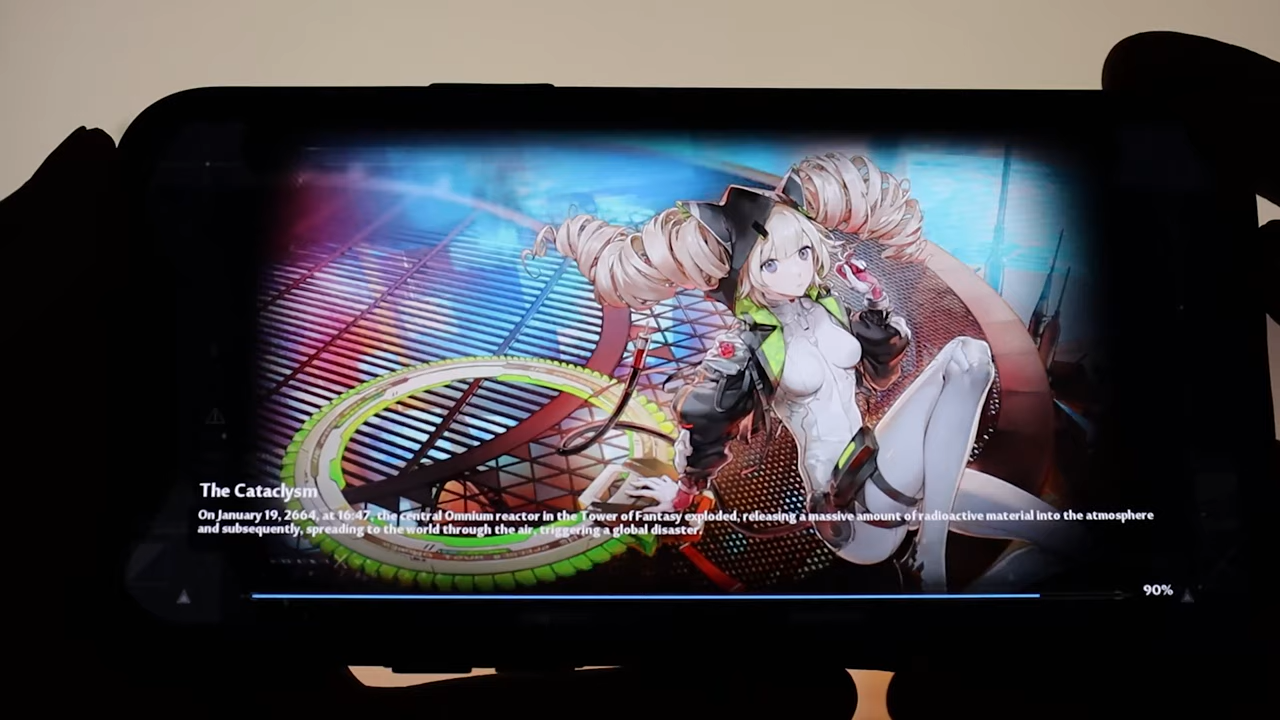 The Cataclysm
On January 19, 2664, at 16:47, the central Omnium reactor in the Tower of Fantasy exploded, releasing a massive amount of radioactive material into the atmosphere
and subsequently, spreading to the world through the air, triggering a global disaster.
90%